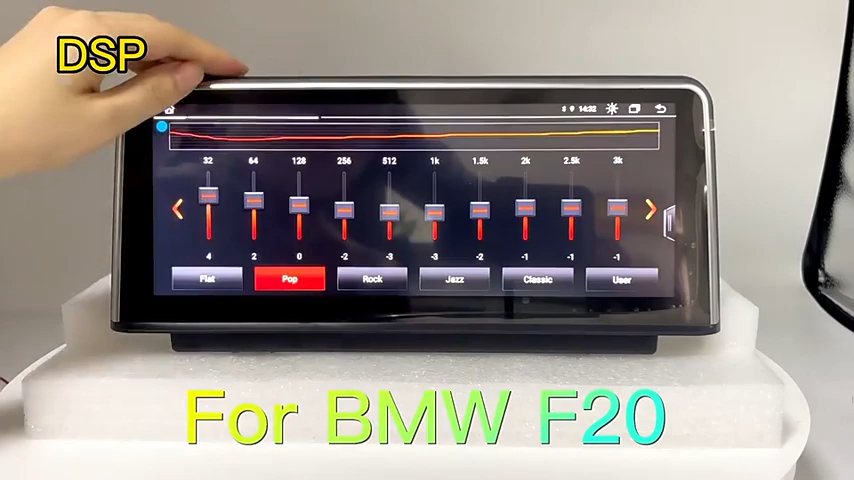 DSP
14:32
32 64 128 256 512 1k 1.5k 2k 2.5k 3k
4 2 0 -2 -3 -3 -2 -1 -1 -1
Flat Pop Rock Jazz Classic User
For BMW F20